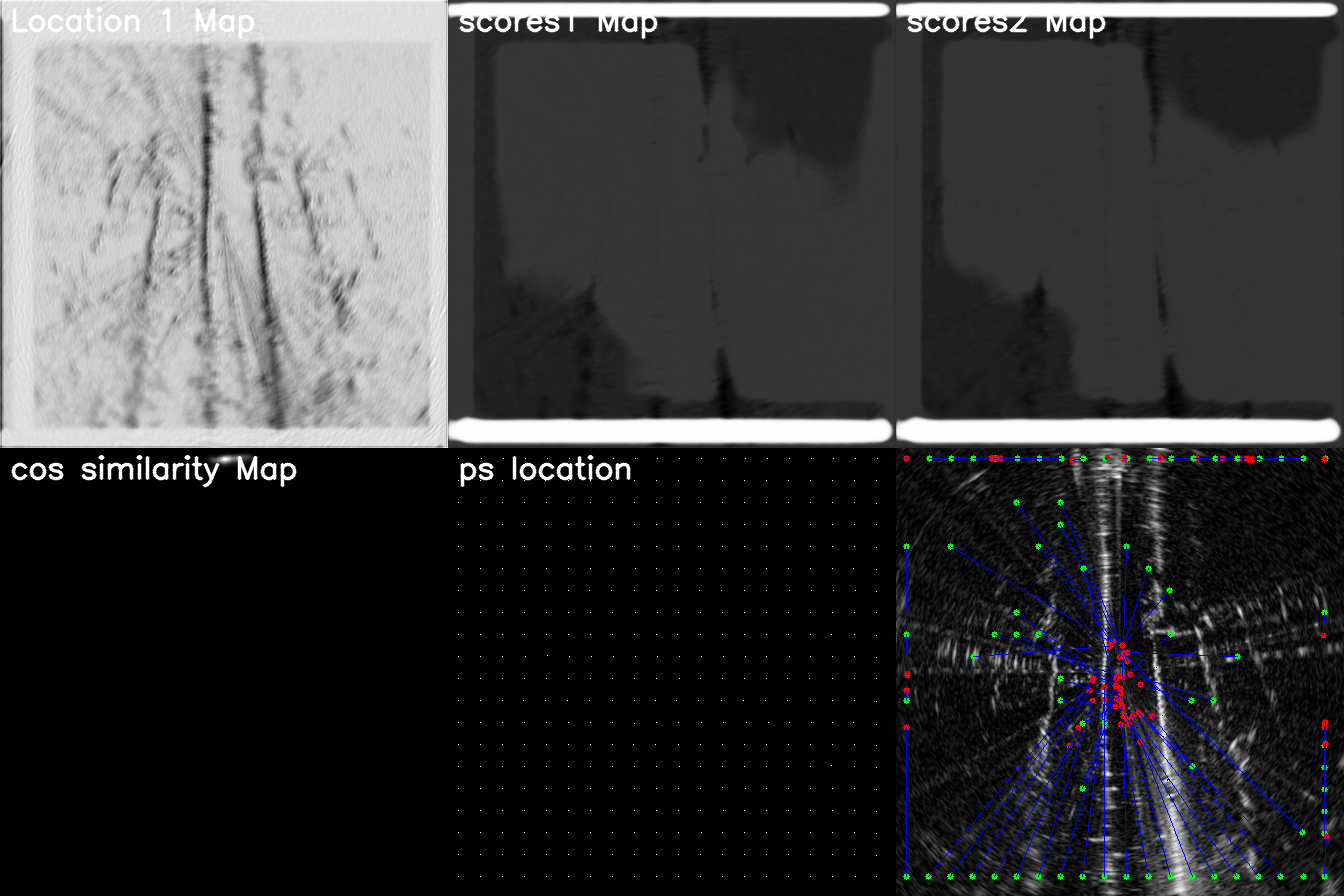 Location 1 Map
scores1 Map
scores2 Map
cos similarity Map
ps location